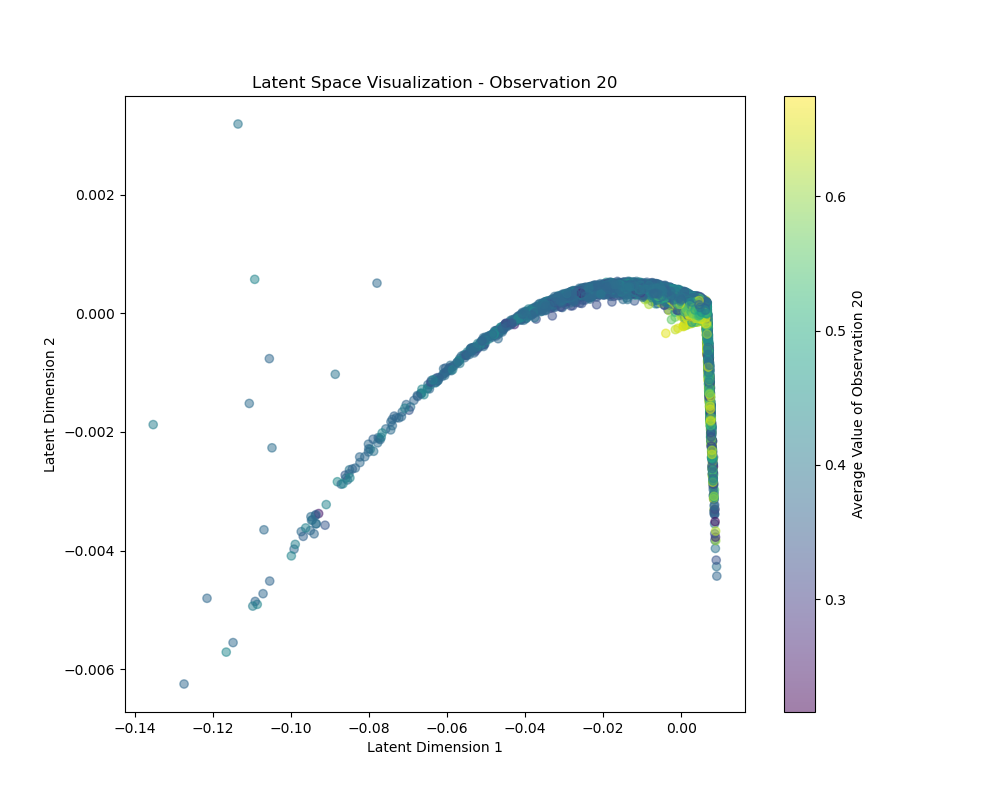 Latent Space Visualization - Observation 20
0.002
0.000
−0.002
−0.004
−0.006
Latent Dimension 2
−0.14 −0.12 −0.10 −0.08 −0.06 −0.04 −0.02 0.00
Latent Dimension 1
0.6
0.5
0.4
0.3
Average Value of Observation 20